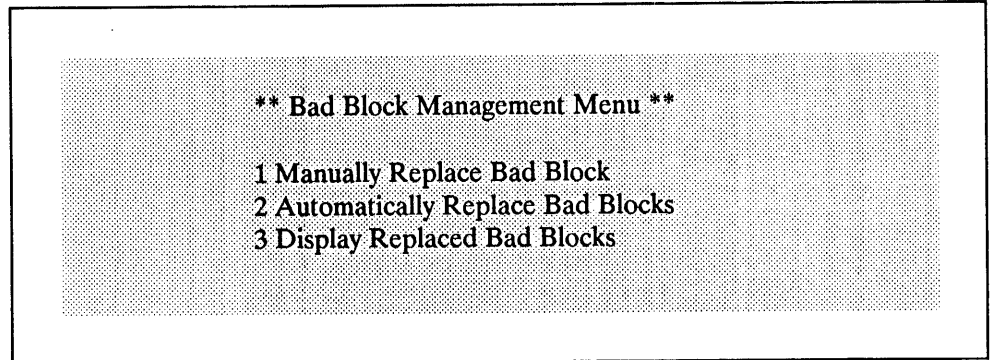 ** Bad Block Management Menu **
1 Manually Replace Bad Block
2 Automatically Replace Bad Blocks
3 Display Replaced Bad Blocks